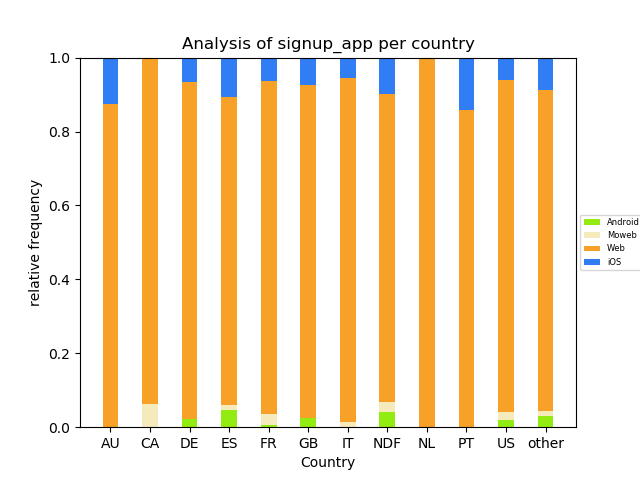 Analysis of signup_app per country
1.0
0.8
0.6
0.4
0.2
0.0
relative frequency
AU CA DE ES FR GB IT NDF NL PT US other
Country
Android
Moweb
Web
iOS